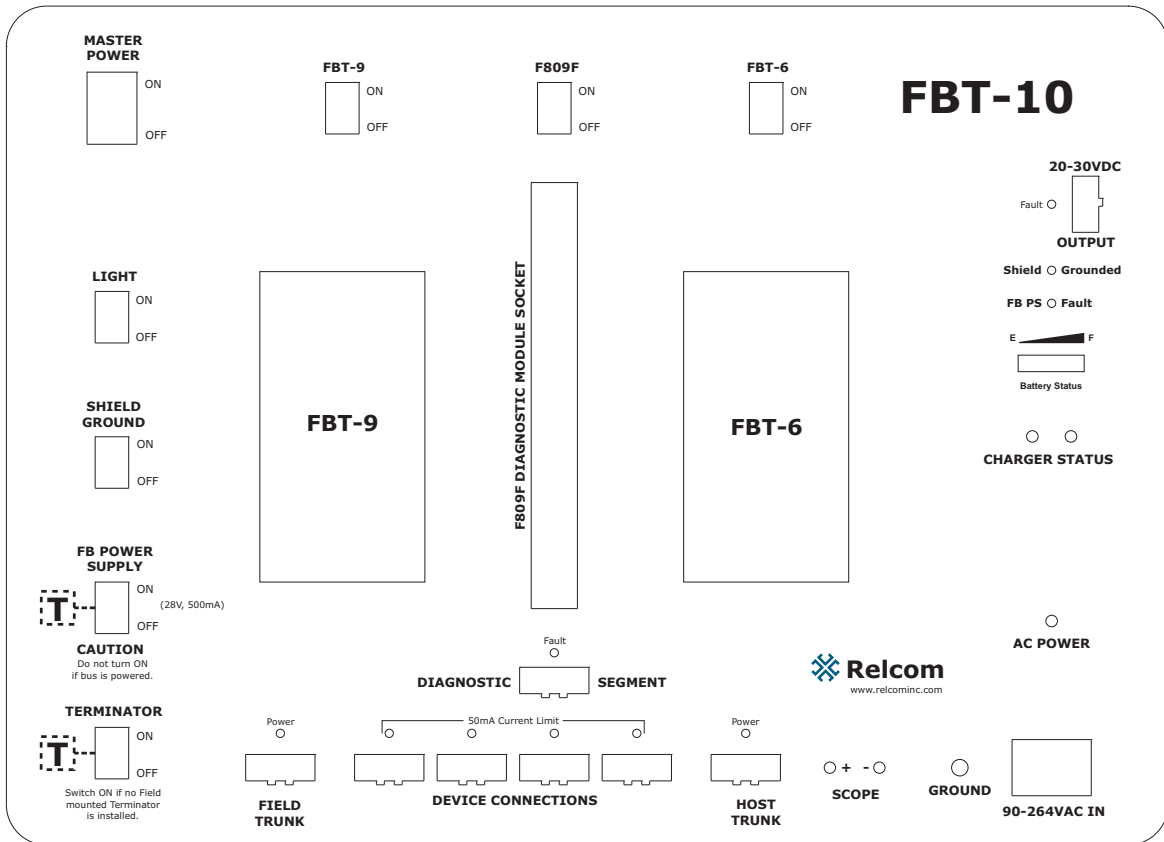 MASTER
POWER
ON
OFF
FBT-9
ON
OFF
F809F
ON
OFF
FBT-6
ON
OFF
FBT-10
20-30VDC
Fault
OUTPUT
Shield Grounded
FB PS Fault
E F
Battery Status
CHARGER STATUS
LIGHT
ON
OFF
SHIELD
GROUND
ON
OFF
FBT-9
F809F DIAGNOSTIC MODULE SOCKET
FBT-6
FB POWER
SUPPLY
ON
T
(28V, 500mA)
OFF
CAUTION
Do not turn ON
if bus is powered.
AC POWER
Fault
DIAGNOSTIC SEGMENT
Relcom
www.relcominc.com
TERMINATOR
ON
T
OFF
Switch ON if no Field
mounted Terminator
is installed.
Power
50mA Current Limit
Power
FIELD
TRUNK
DEVICE CONNECTIONS
HOST
TRUNK
+ -
SCOPE
GROUND
90-264VAC IN